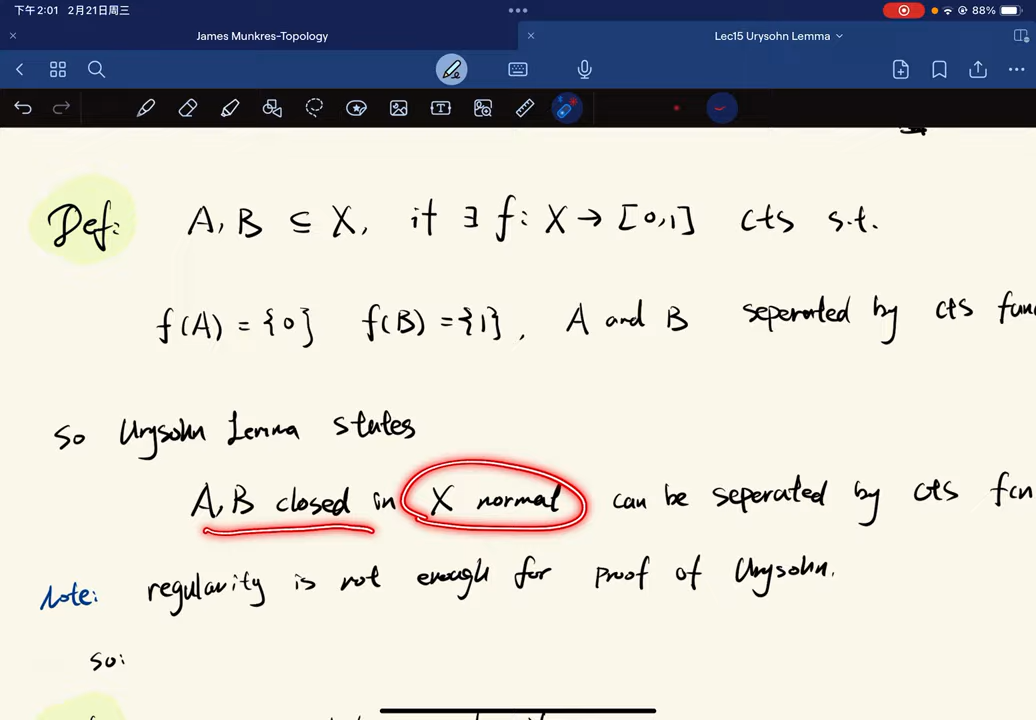 下午2:01 2月21日周三
88%
James Munkres-Topology
Lec15 Urysohn Lemma
Def: A, B ⊆ X, if ∃ f: X → [0,1] cts s.t.
f(A) = {0} f(B) = {1}, A and B seperated by cts func
so Urysohn Lemma states
A, B closed in X normal can be seperated by cts fcn
Note: regularity is not enough for proof of Urysohn.
so: